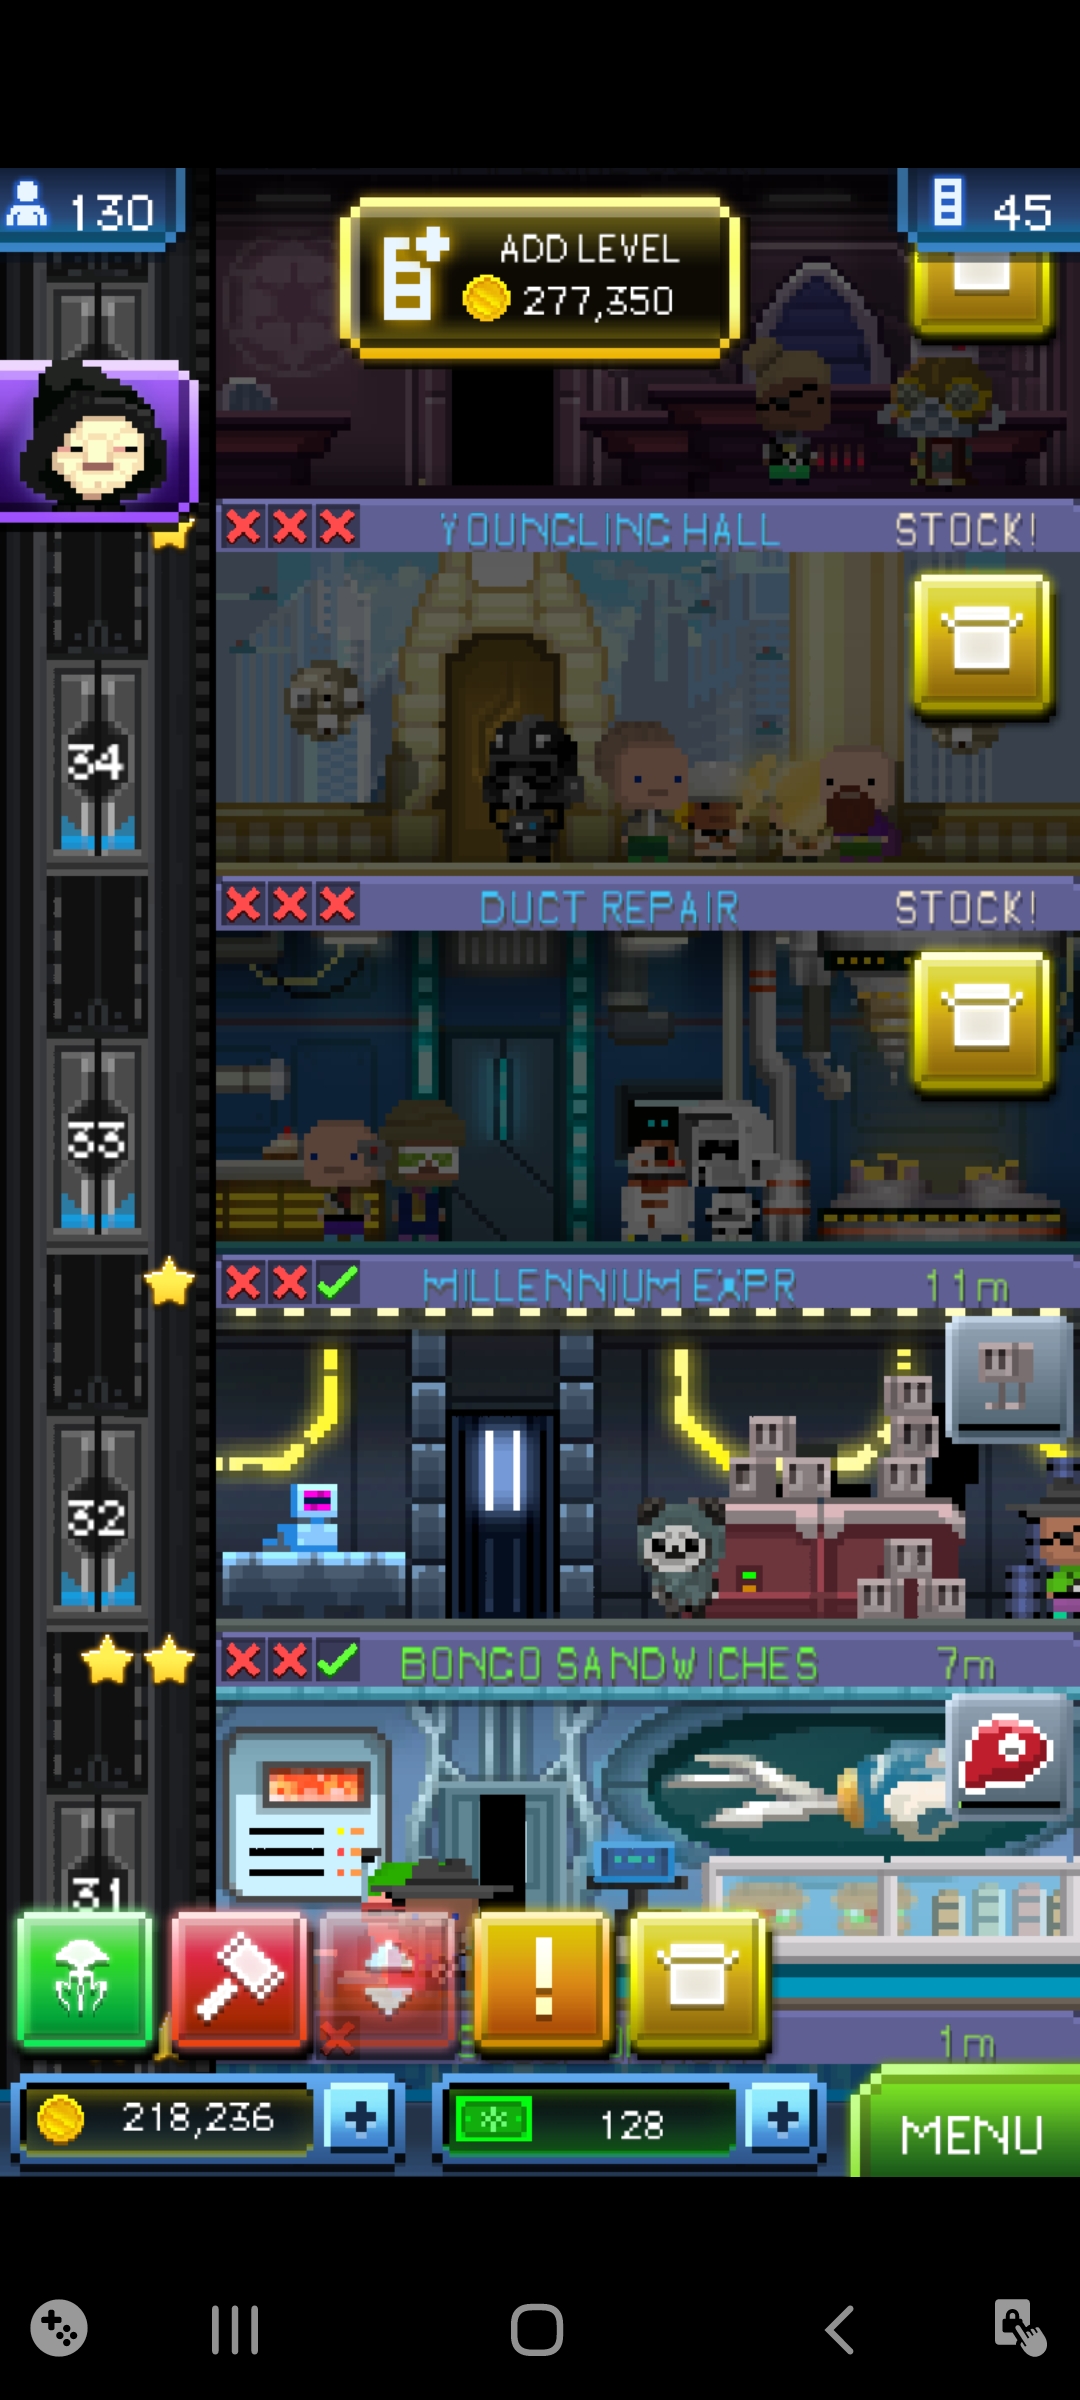 130
45
ADD LEVEL
277,350
YOUNGLING HALL STOCK!
34
DUCT REPAIR STOCK!
33
MILLENNIUM EXPR 11m
32
BONGO SANDWICHES 7m
31
1m
218,236
128
MENU